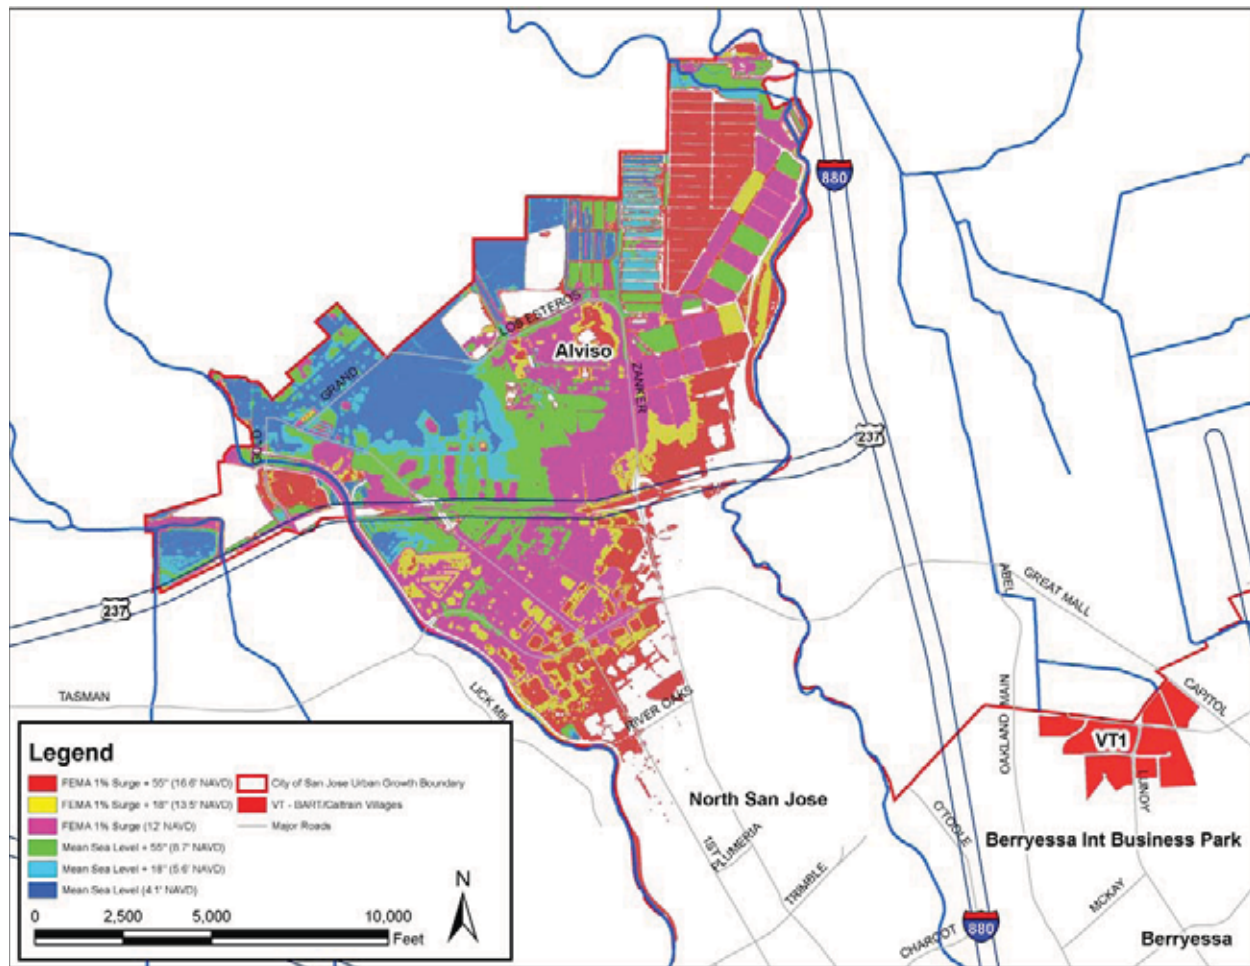 880
LOS ESTEROS
Alviso
GRAND
ZANKER
237
GOLD
237
ABEL
GREAT MALL
TASMAN
LICK MIL
RIVER OAKS
OAKLAND
MAIN
CAPITOL
VT1
LUNDY
North San Jose
1ST
PLUMERIA
TRIMBLE
O'TOOLE
Berryessa Int Business Park
MCKAY
CHARCOT
880
Berryessa
Legend
FEMA 1% Surge + 55" (16.6' NAVD)
FEMA 1% Surge + 18" (13.5' NAVD)
FEMA 1% Surge (12' NAVD)
Mean Sea Level + 55" (8.7' NAVD)
Mean Sea Level + 18" (5.6' NAVD)
Mean Sea Level (4.1' NAVD)
City of San Jose Urban Growth Boundary
VT - BART/Caltrain Villages
Major Roads
N
0 2,500 5,000 10,000
Feet